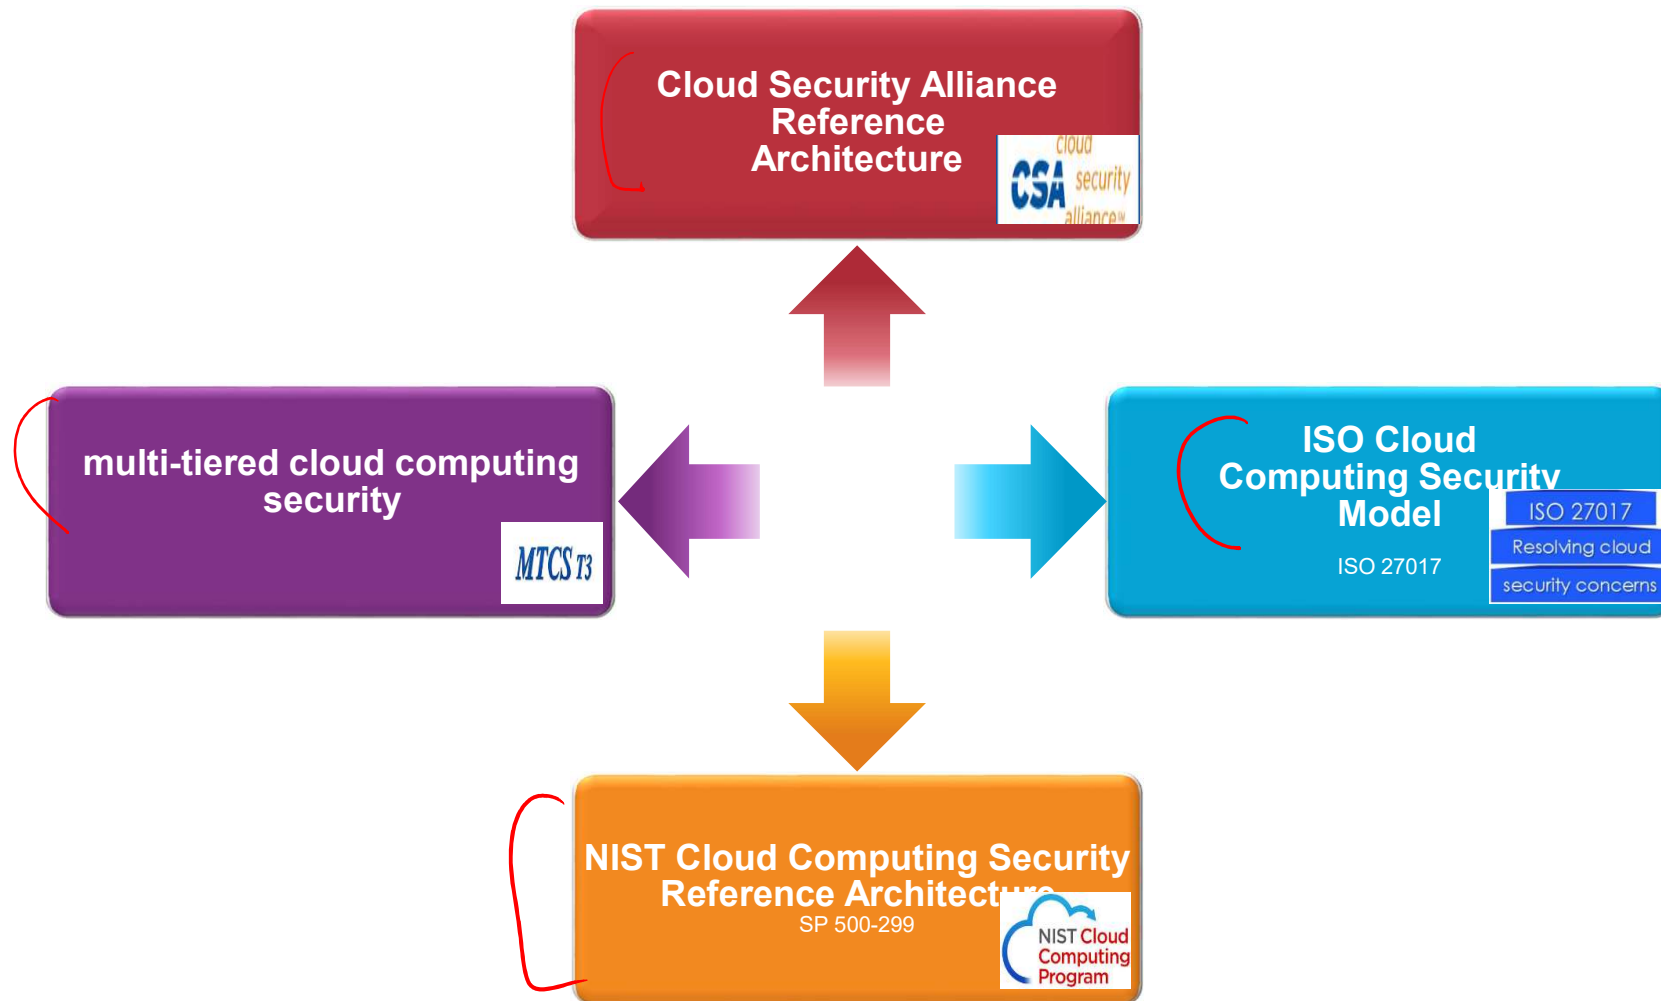 Cloud Security Alliance
Reference
Architecture
cloud
CSA security
alliance℠
multi-tiered cloud computing
security
MTCS T3
ISO Cloud
Computing Security
Model
ISO 27017
ISO 27017
Resolving cloud
security concerns
NIST Cloud Computing Security
Reference Architecture
SP 500-299
NIST Cloud
Computing
Program